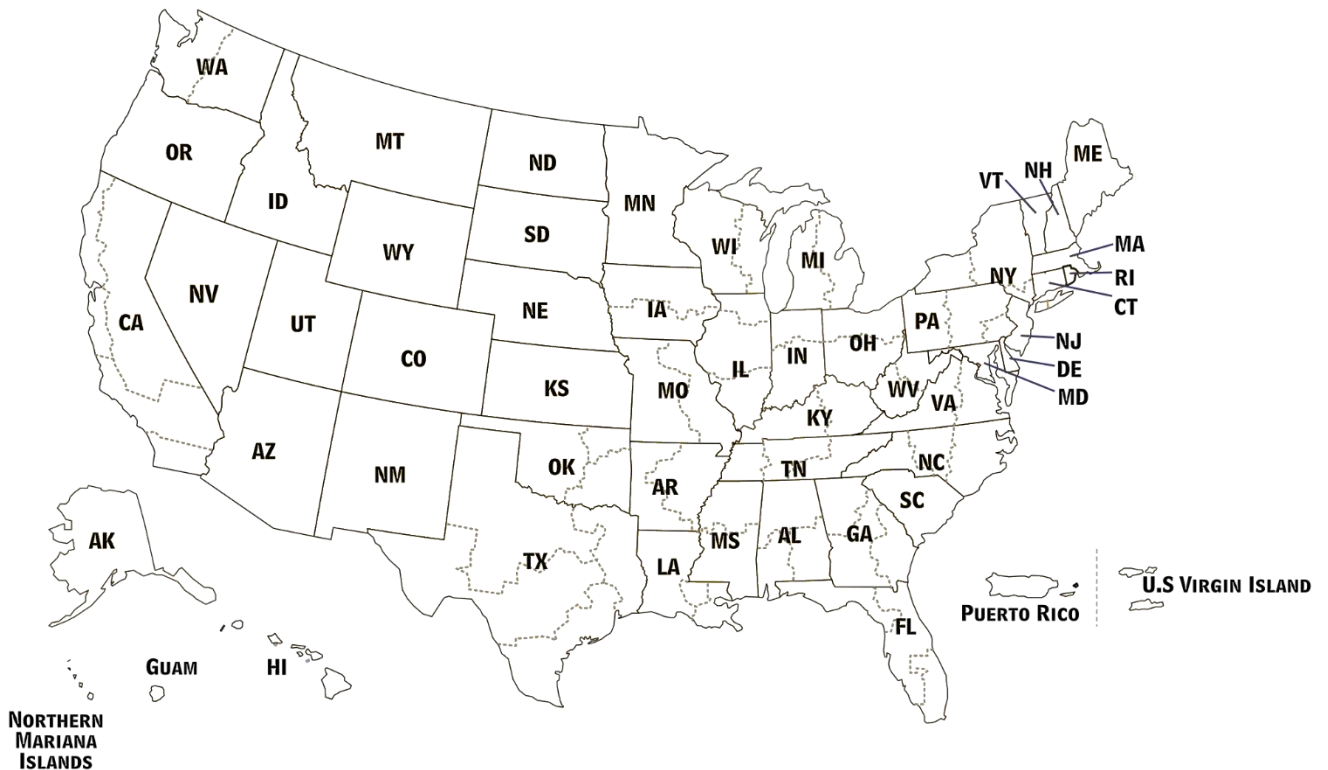 WA
MT
ND
ME
OR
MN
VT
NH
ID
SD
WI
MI
MA
WY
NY
RI
NV
NE
IA
CT
CA
UT
PA
NJ
CO
IL
IN
OH
DE
KS
MO
WV
MD
VA
KY
AZ
NM
OK
TN
NC
AR
SC
AK
TX
MS
AL
GA
LA
U.S VIRGIN ISLAND
PUERTO RICO
FL
GUAM
HI
NORTHERN
MARIANA
ISLANDS